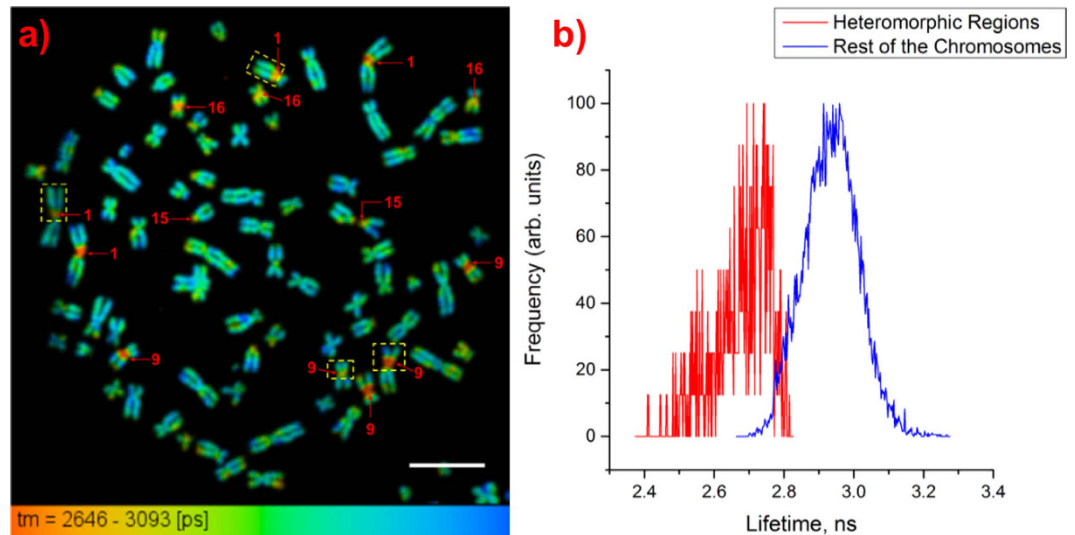 a)
1
1
16
16
16
1
15
15
1
9
9
9
9
9
tm = 2646 - 3093 [ps]
b)
Heteromorphic Regions
Rest of the Chromosomes
Frequency (arb. units)
100
80
60
40
20
0
2.4 2.6 2.8 3.0 3.2 3.4
Lifetime, ns